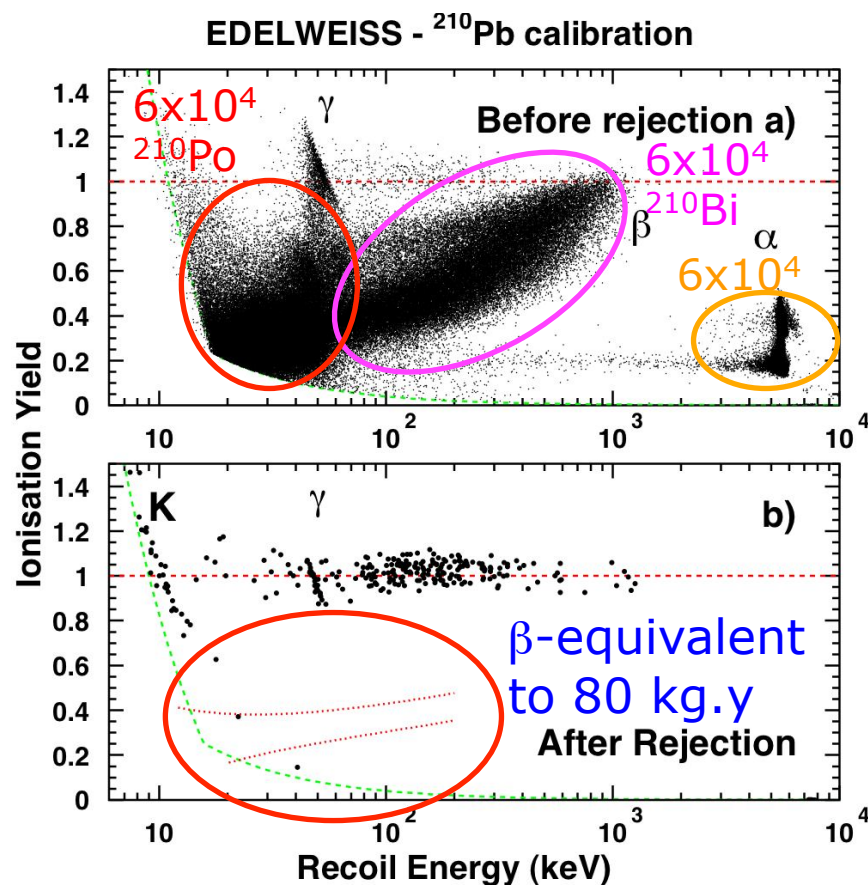 EDELWEISS - ²¹⁰Pb calibration
Ionisation Yield
1.4
1.2
1
0.8
0.6
0.4
0.2
0
6x10⁴
²¹⁰Po
γ
Before rejection a)
6x10⁴
²¹⁰Bi
β
α
6x10⁴
10
10²
10³
10⁴
1.4
1.2
1
0.8
0.6
0.4
0.2
0
K
γ
b)
β-equivalent
to 80 kg.y
After Rejection
10
10²
10³
10⁴
Recoil Energy (keV)